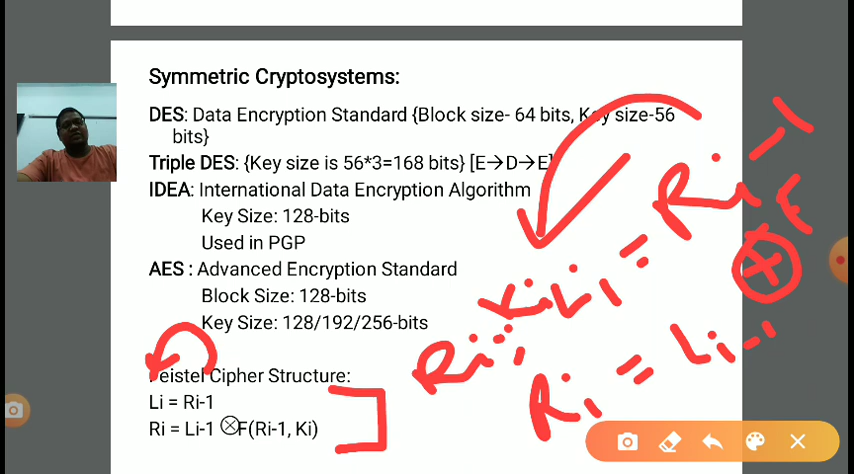 Symmetric Cryptosystems:
DES: Data Encryption Standard {Block size- 64 bits, Key size-56
bits}
Triple DES: {Key size is 56*3=168 bits} [E→D→E]
IDEA: International Data Encryption Algorithm
Key Size: 128-bits
Used in PGP
AES : Advanced Encryption Standard
Block Size: 128-bits
Key Size: 128/192/256-bits
Feistel Cipher Structure:
Li = Ri-1
Ri = Li-1 ⊗F(Ri-1, Ki)
Li = Ri-1
Ri = Li-1 ⊗ F